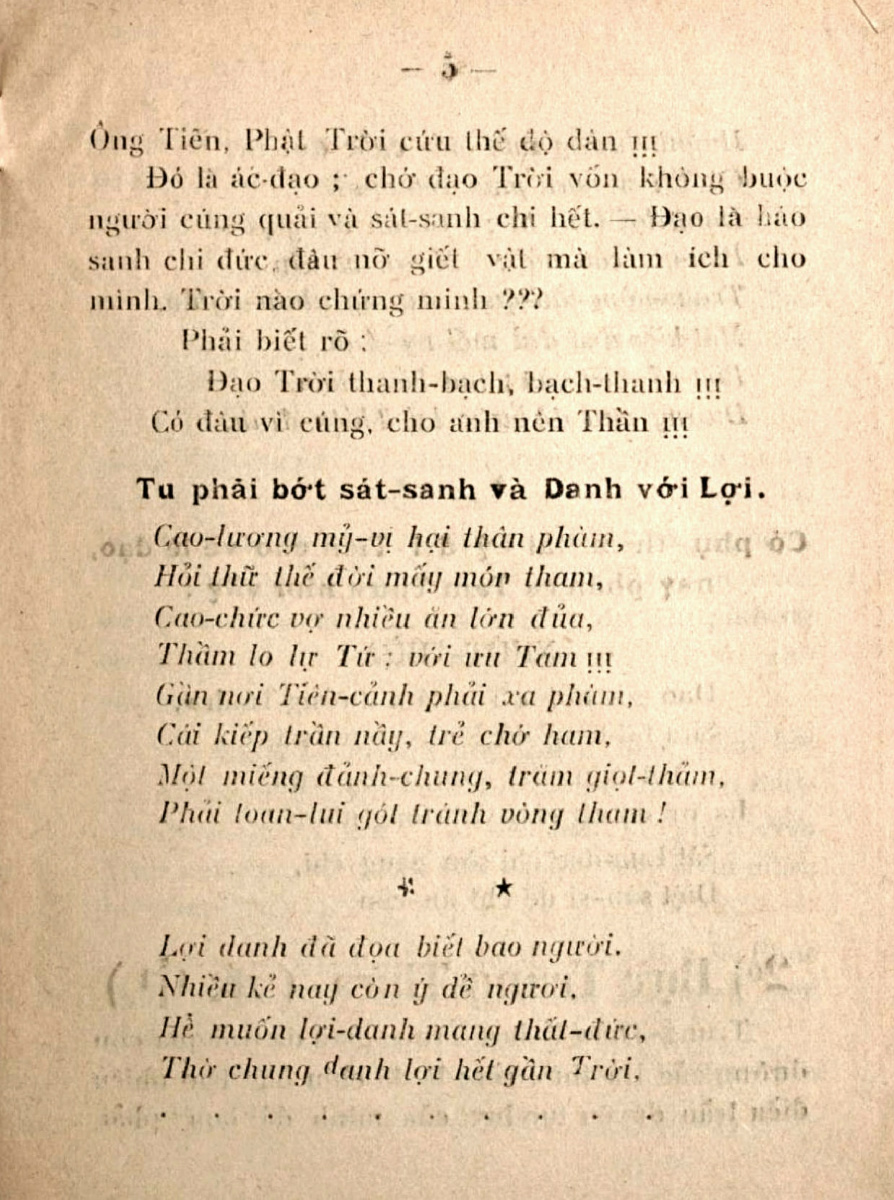 — 5 —
Ông Tiên, Phật Trời cứu thế độ dân !!!
Đó là ác-đạo ; chớ đạo Trời vốn không buộc
người cúng quải và sát-sanh chi hết. — Đạo là háo
sanh chi đức, đâu nỡ giết vật mà làm ích cho
mình. Trời nào chứng minh ???
Phải biết rõ :
Đạo Trời thanh-bạch, bạch-thanh !!!
Có đâu vì cúng, cho anh nên Thần !!!
Tu phải bớt sát-sanh và Danh với Lợi.
Cao-lương mỹ-vị hại thân phàm,
Hỏi thữ thế đời mấy món tham,
Cao-chức vợ nhiều ăn lớn đủa,
Thầm lo lự Tứ ; với ưu Tam !!!
Gần nơi Tiên-cảnh phải xa phàm,
Cái kiếp trần nầy, trẻ chớ ham,
Một miếng đảnh-chung, trăm giọt-thảm,
Phải toan-lui gót tránh vòng tham !
Lợi danh đã đọa biết bao người,
Nhiều kẻ nay còn ý dể ngươi,
Hể muốn lợi-danh mang thất-đức,
Thờ chung danh lợi hết gần Trời.
. . . . . . . . . .